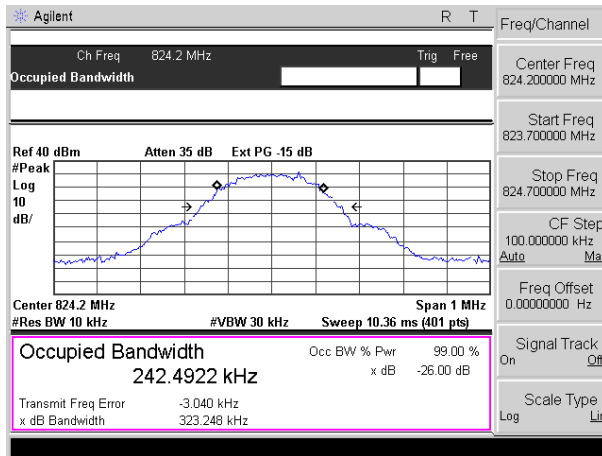 Agilent R T
Freq/Channel
Ch Freq 824.2 MHz Trig Free
Occupied Bandwidth
Center Freq
824.200000 MHz
Start Freq
823.700000 MHz
Stop Freq
824.700000 MHz
CF Step
100.000000 kHz
Auto Ma
Freq Offset
0.00000000 Hz
Signal Track
On Off
Scale Type
Log Lin
Ref 40 dBm Atten 35 dB Ext PG -15 dB
#Peak
Log
10
dB/
Center 824.2 MHz Span 1 MHz
#Res BW 10 kHz #VBW 30 kHz Sweep 10.36 ms (401 pts)
Occupied Bandwidth Occ BW % Pwr 99.00 %
242.4922 kHz x dB -26.00 dB
Transmit Freq Error -3.040 kHz
x dB Bandwidth 323.248 kHz